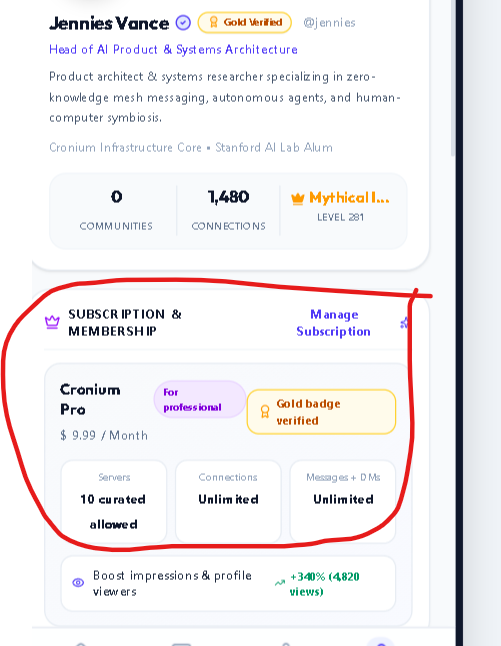 Jennies Vance Gold Verified @jennies
Head of AI Product & Systems Architecture
Product architect & systems researcher specializing in zero-
knowledge mesh messaging, autonomous agents, and human-
computer symbiosis.
Cronium Infrastructure Core • Stanford AI Lab Alum
0
COMMUNITIES
1,480
CONNECTIONS
Mythical I...
LEVEL 281
SUBSCRIPTION &
MEMBERSHIP
Manage
Subscription
Cronium
Pro
For
professional
Gold badge
verified
$ 9.99 / Month
Servers
10 curated
allowed
Connections
Unlimited
Messages + DMs
Unlimited
Boost impressions & profile
viewers
+340% (4,820
views)